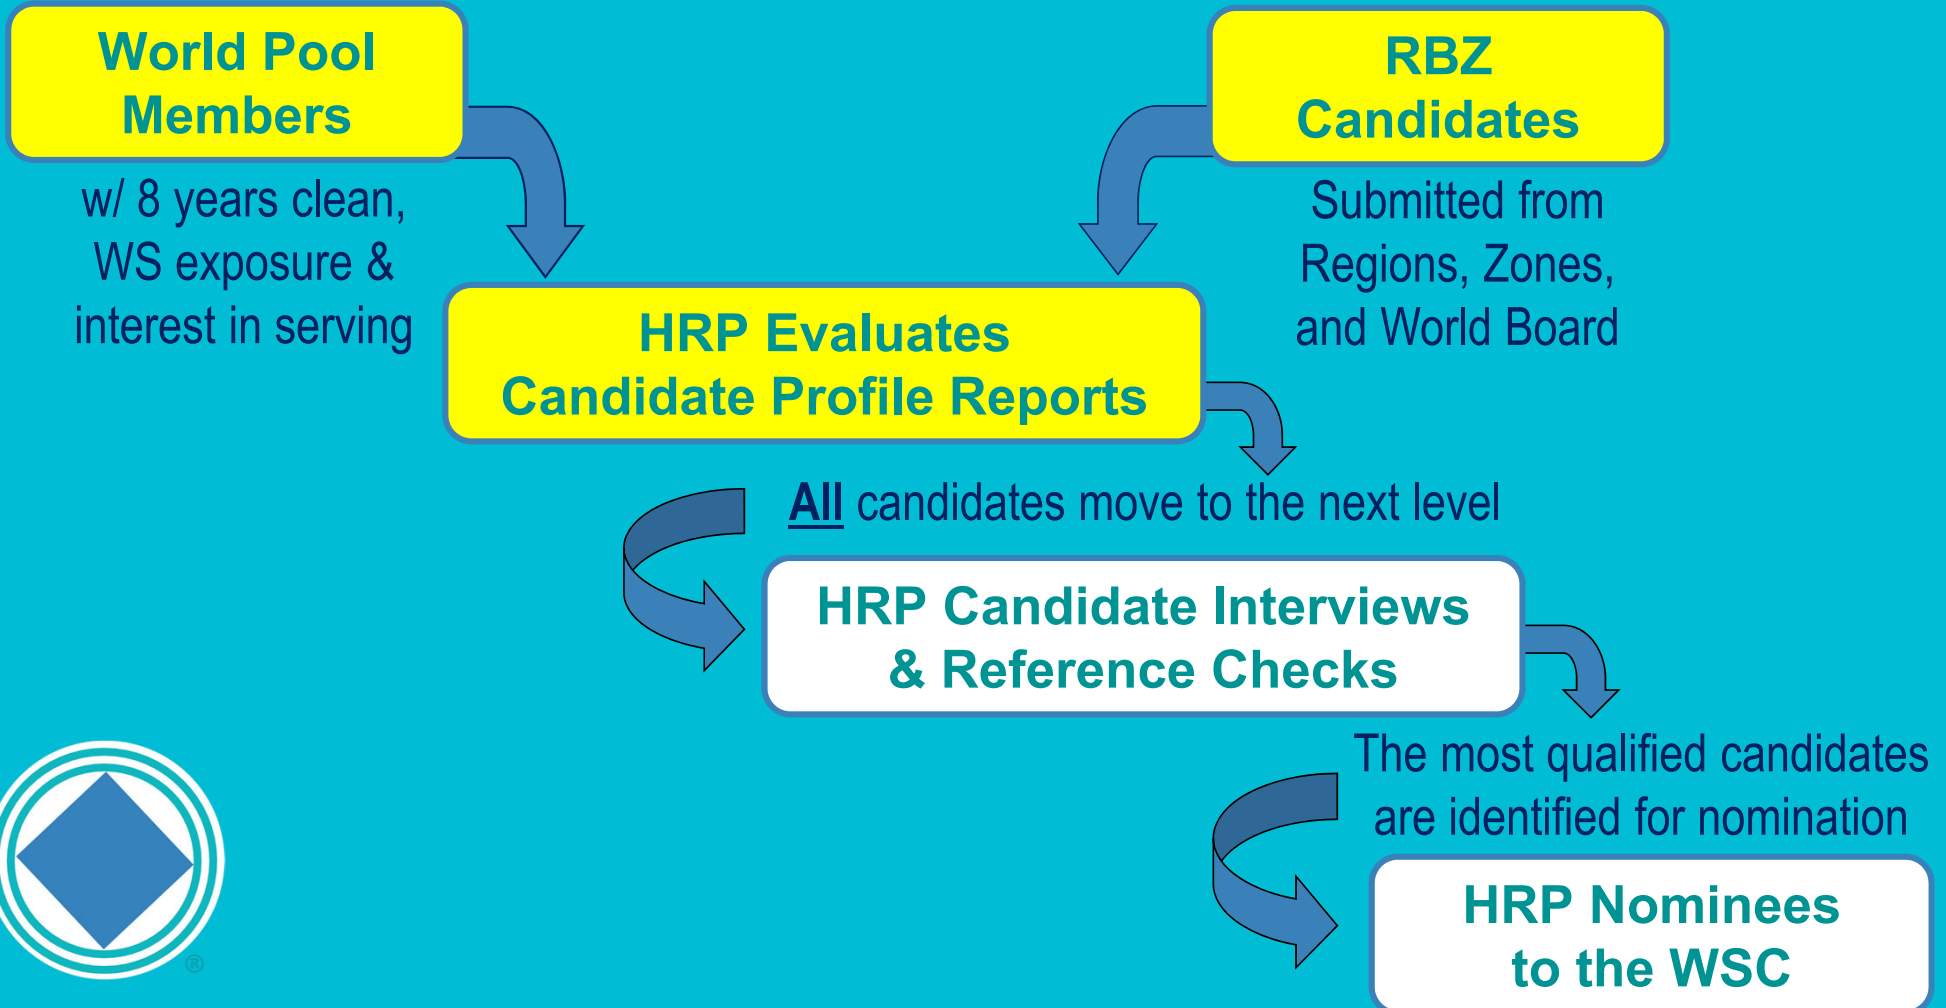 World Pool
Members
w/ 8 years clean,
WS exposure &
interest in serving
RBZ
Candidates
Submitted from
Regions, Zones,
and World Board
HRP Evaluates
Candidate Profile Reports
All candidates move to the next level
HRP Candidate Interviews
& Reference Checks
The most qualified candidates
are identified for nomination
HRP Nominees
to the WSC
®